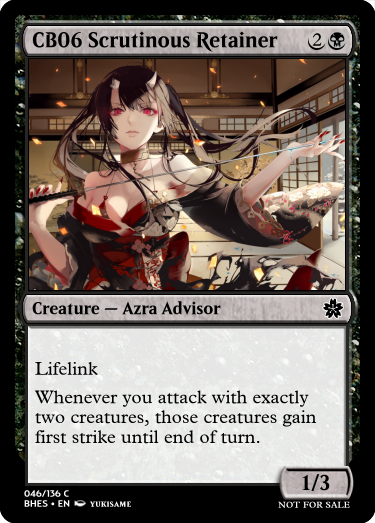 CB06 Scrutinous Retainer 2
Creature — Azra Advisor
Lifelink
Whenever you attack with exactly
two creatures, those creatures gain
first strike until end of turn.
1/3
046/136 C
BHES • EN YUKISAME
NOT FOR SALE